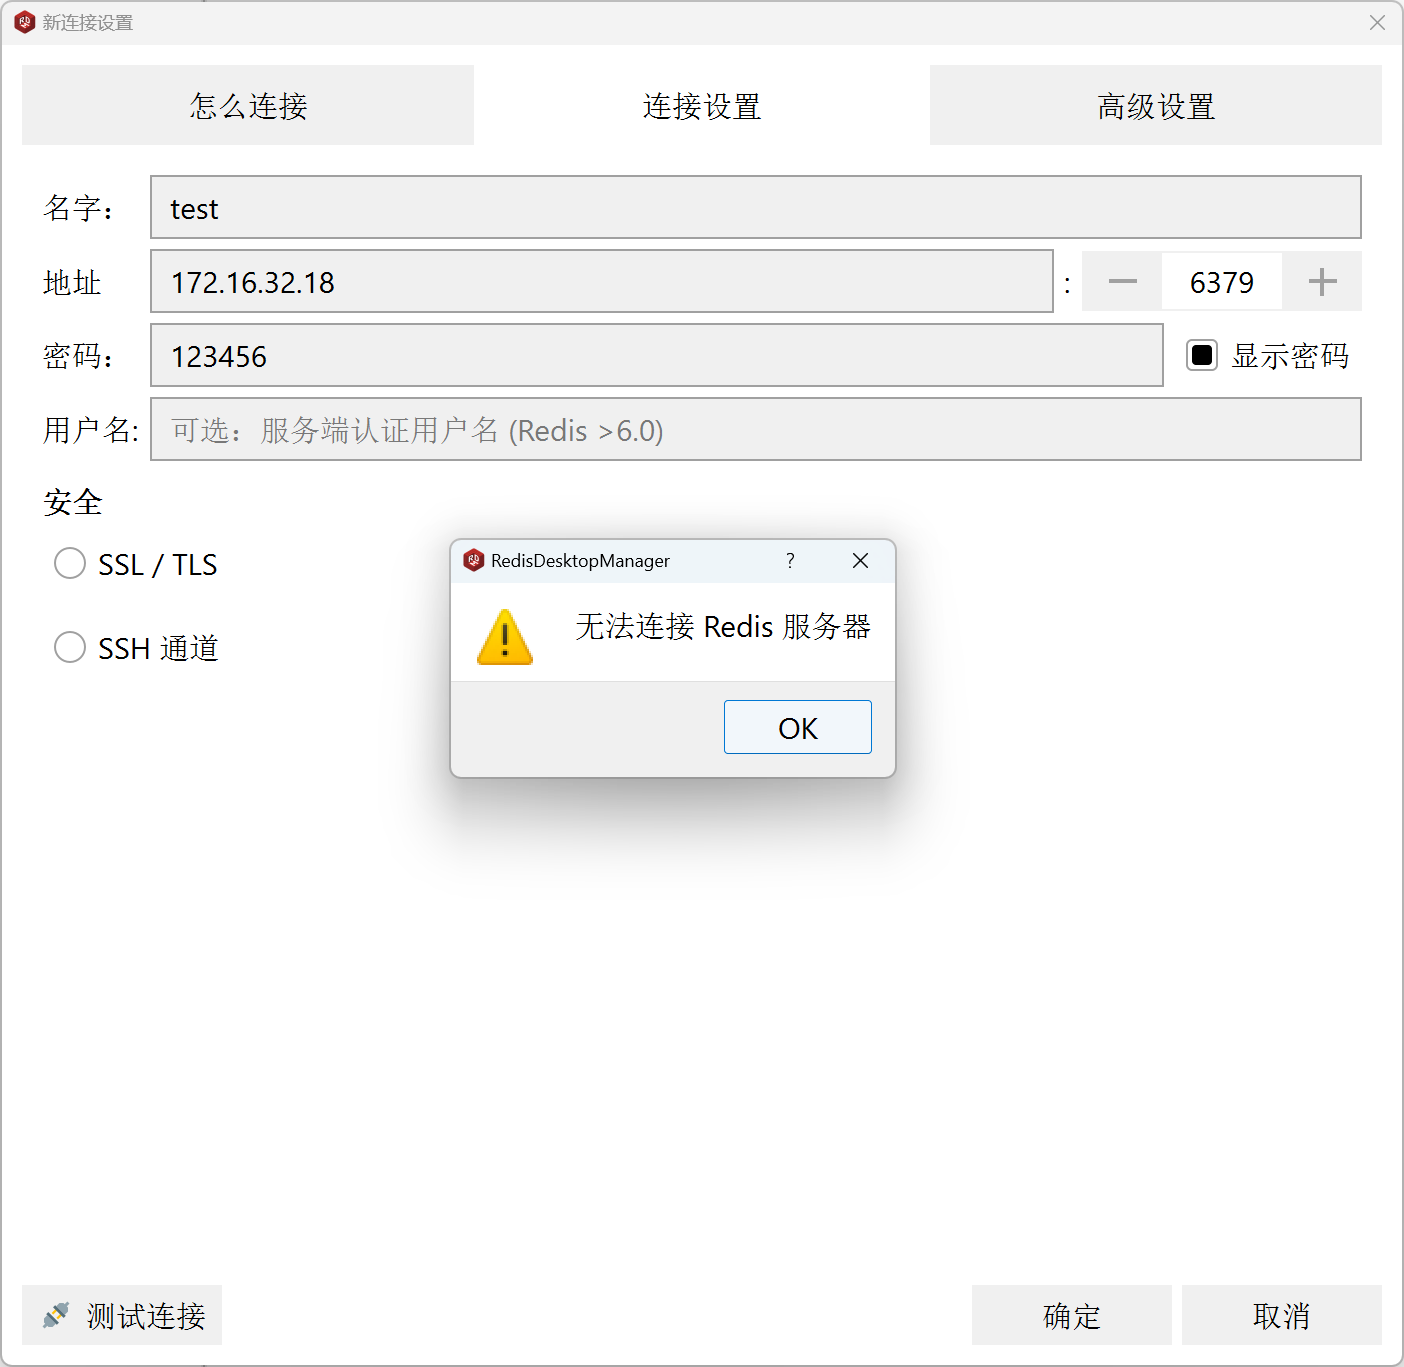 新连接设置
怎么连接 连接设置 高级设置
名字： test
地址 172.16.32.18 : 6379
密码： 123456 显示密码
用户名: 可选：服务端认证用户名 (Redis >6.0)
安全
SSL / TLS
RedisDesktopManager ?
无法连接 Redis 服务器
SSH 通道
OK
测试连接 确定 取消